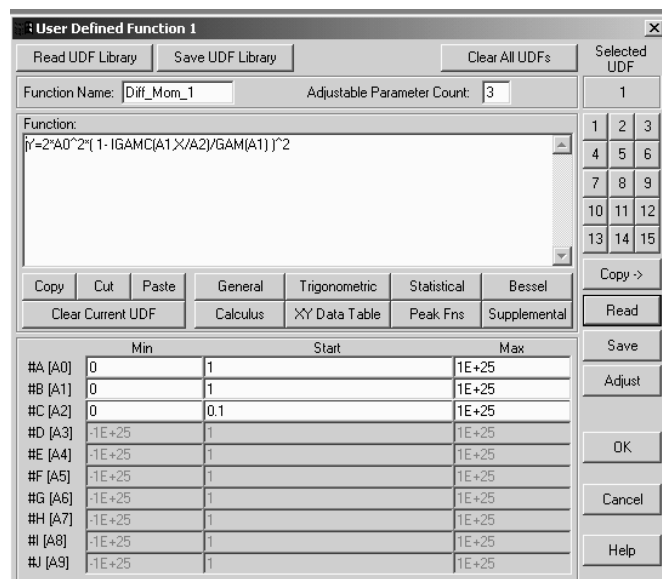 User Defined Function 1
Read UDF Library Save UDF Library Clear All UDFs Selected UDF
Function Name: Diff_Mom_1 Adjustable Parameter Count: 3 1
Function:
Y=2*A0^2*( 1- IGAMC(A1,X/A2)/GAM(A1) )^2
1 2 3
4 5 6
7 8 9
10 11 12
13 14 15
Copy Cut Paste General Trigonometric Statistical Bessel Copy ->
Clear Current UDF Calculus XY Data Table Peak Fns Supplemental Read
Min Start Max Save
#A [A0] 0 1 1E+25
#B [A1] 0 1 1E+25 Adjust
#C [A2] 0 0.1 1E+25
#D [A3] -1E+25 1 1E+25
#E [A4] -1E+25 1 1E+25 OK
#F [A5] -1E+25 1 1E+25
#G [A6] -1E+25 1 1E+25 Cancel
#H [A7] -1E+25 1 1E+25
#I [A8] -1E+25 1 1E+25 Help
#J [A9] -1E+25 1 1E+25